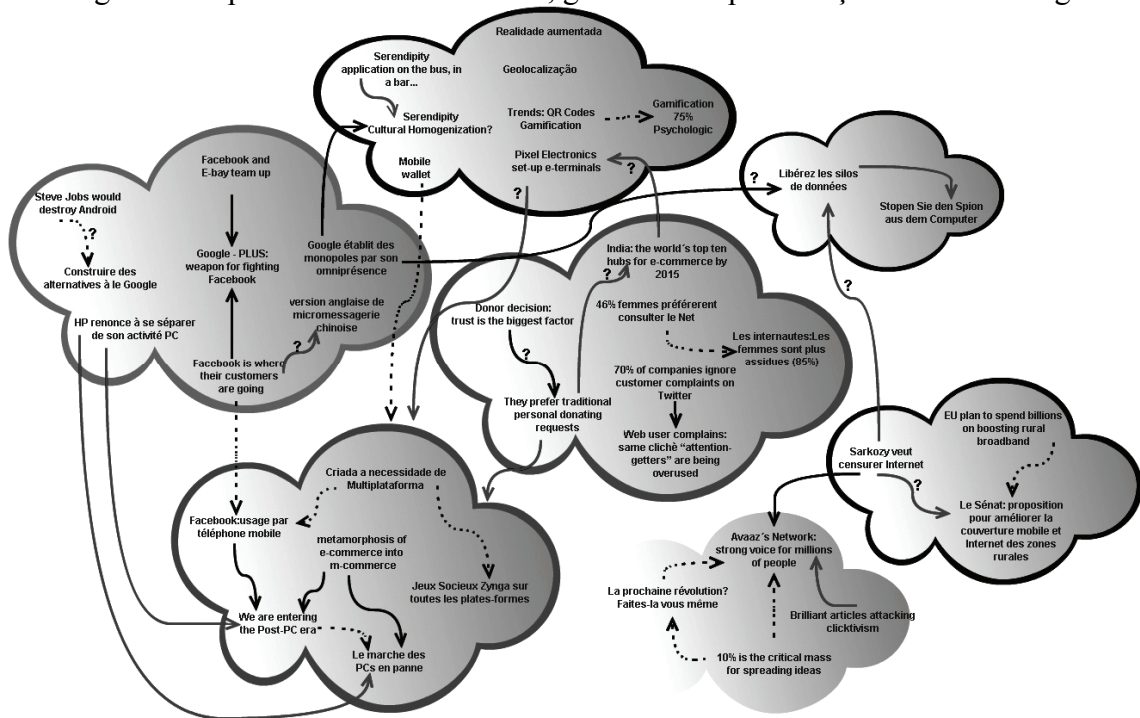 Realidade aumentada
Serendipity
application on the bus, in
a bar...
Geolocalização
Serendipity
Cultural Homogenization?
Trends: QR Codes
Gamification
Gamification
75%
Psychologic
Mobile
wallet
Pixel Electronics
set-up e-terminals
?
?
Facebook and
E-bay team up
Steve Jobs would
destroy Android
?
Construire des
alternatives à le Google
Google - PLUS:
weapon for fighting
Facebook
Google établit des
monopoles par son
omniprésence
HP renonce à se séparer
de son activité PC
version anglaise de
micromessagerie
chinoise
?
Facebook is where
their customers
are going
?
Libérez les silos
de données
Stopen Sie den Spion
aus dem Computer
?
India: the world´s top ten
hubs for e-commerce by
2015
?
Donor decision:
trust is the biggest factor
?
46% femmes préférerent
consulter le Net
Les internautes:Les
femmes sont plus
assidues (85%)
70% of companies ignore
customer complaints on
Twitter
They prefer traditional
personal donating
requests
Web user complains:
same clichè “attention-
getters” are being
overused
EU plan to spend billions
on boosting rural
broadband
Sarkozy veut
censurer Internet
?
Le Sénat: proposition
pour améliorer la
couverture mobile et
Internet des zones
rurales
Criada a necessidade de
Multiplataforma
Facebook:usage par
téléphone mobile
metamorphosis of
e-commerce into
m-commerce
Jeux Socieux Zynga sur
toutes les plates-formes
We are entering
the Post-PC era
Le marche des
PCs en panne
Avaaz´s Network:
strong voice for millions
of people
La prochaine révolution?
Faites-la vous même
Brilliant articles attacking
clicktivism
10% is the critical mass
for spreading ideas